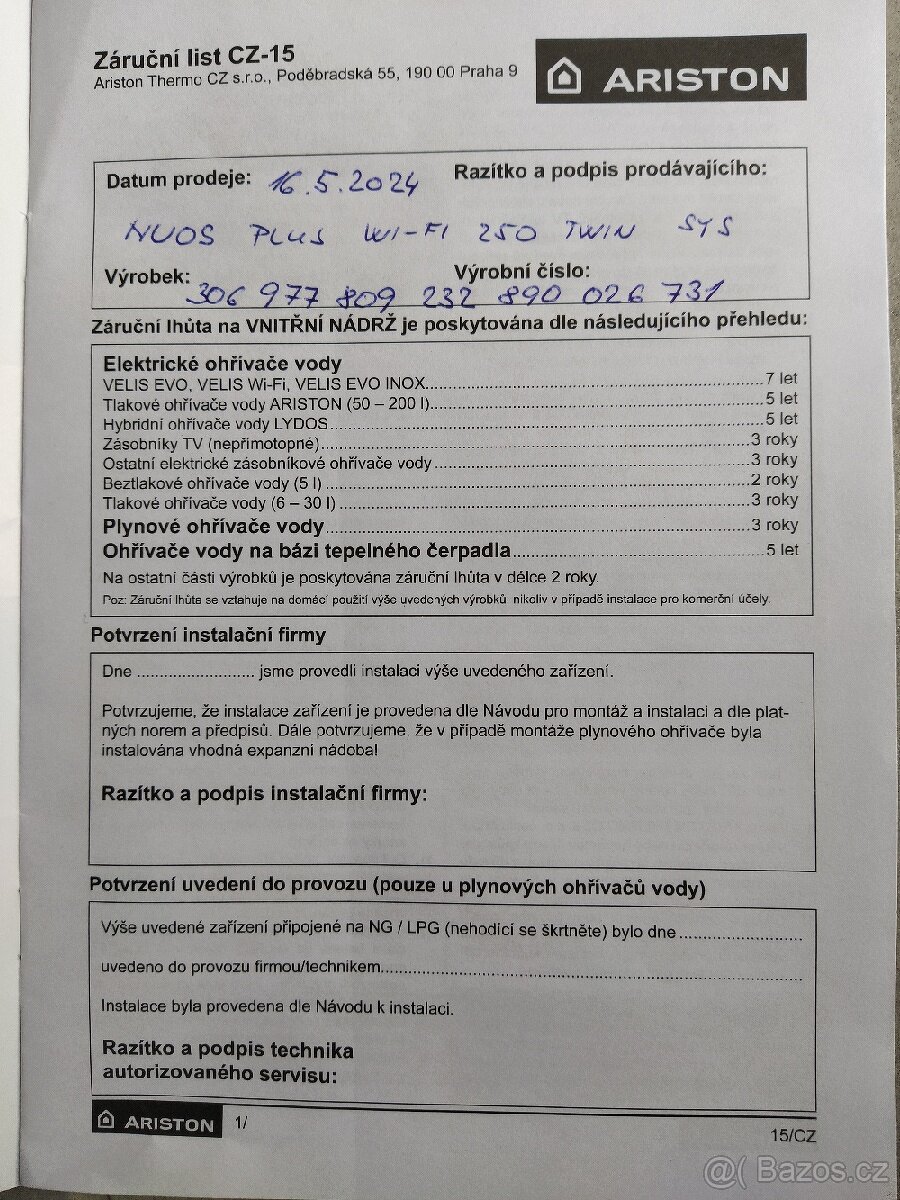 Záruční list CZ-15
Ariston Thermo CZ s.r.o., Poděbradská 55, 190 00 Praha 9
ARISTON
Datum prodeje: 16.5.2024 Razítko a podpis prodávajícího:
NUOS PLUS WI-FI 250 TWIN SYS
Výrobek: Výrobní číslo:
306 977 809 232 890 026 731
Záruční lhůta na VNITŘNÍ NÁDRŽ je poskytována dle následujícího přehledu:
Elektrické ohřívače vody
VELIS EVO, VELIS Wi-Fi, VELIS EVO INOX....................7 let
Tlakové ohřívače vody ARISTON (50 – 200 l)....................5 let
Hybridní ohřívače vody LYDOS....................5 let
Zásobníky TV (nepřímotopné)....................3 roky
Ostatní elektrické zásobníkové ohřívače vody....................3 roky
Beztlakové ohřívače vody (5 l)....................2 roky
Tlakové ohřívače vody (6 – 30 l)....................3 roky
Plynové ohřívače vody....................3 roky
Ohřívače vody na bázi tepelného čerpadla....................5 let
Na ostatní části výrobků je poskytována záruční lhůta v délce 2 roky.
Poz: Záruční lhůta se vztahuje na domácí použití výše uvedených výrobků nikoliv v případě instalace pro komerční účely.
Potvrzení instalační firmy
Dne .......................... jsme provedli instalaci výše uvedeného zařízení.
Potvrzujeme, že instalace zařízení je provedena dle Návodu pro montáž a instalaci a dle plat-
ných norem a předpisů. Dále potvrzujeme, že v případě montáže plynového ohřívače byla
instalována vhodná expanzní nádoba!
Razítko a podpis instalační firmy:
Potvrzení uvedení do provozu (pouze u plynových ohřívačů vody)
Výše uvedené zařízení připojené na NG / LPG (nehodící se škrtněte) bylo dne..........................
uvedeno do provozu firmou/technikem....................
Instalace byla provedena dle Návodu k instalaci.
Razítko a podpis technika
autorizovaného servisu:
ARISTON 1/
15/CZ
@ Bazos.cz